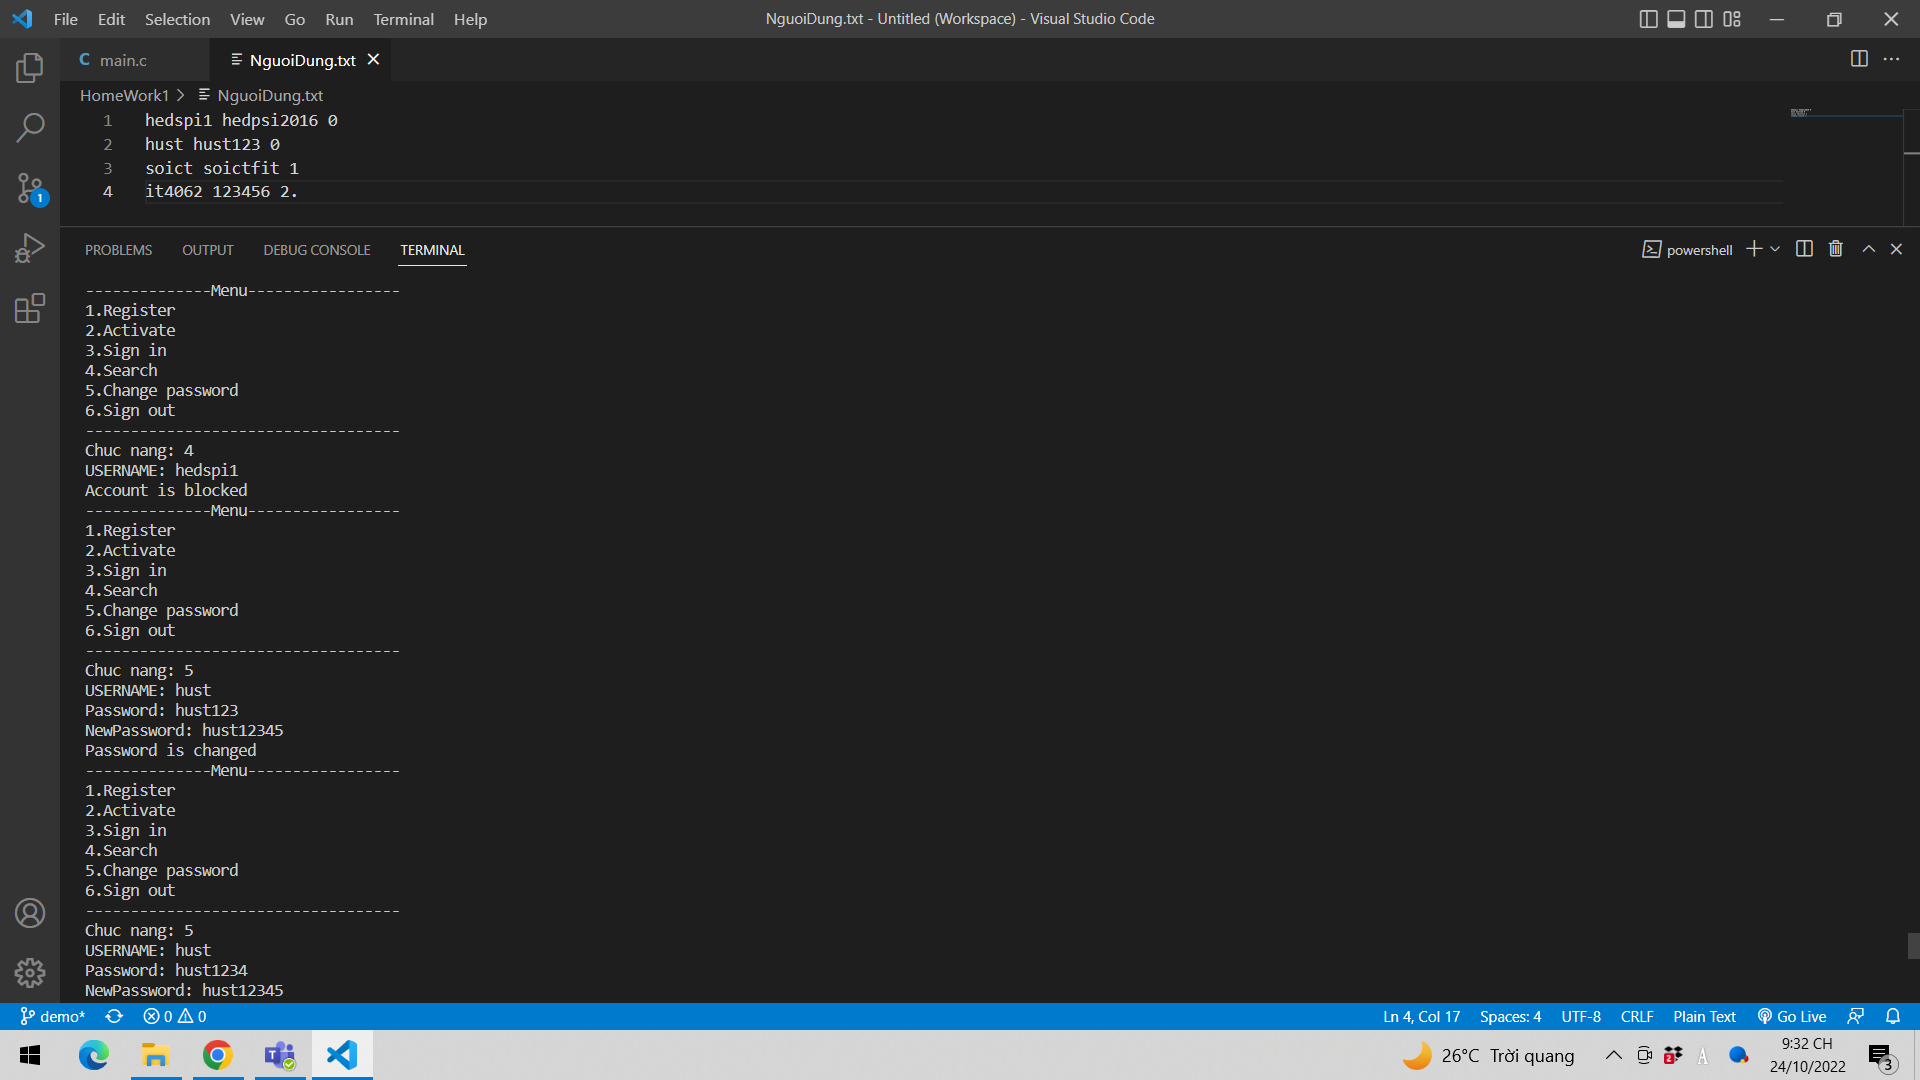 File Edit Selection View Go Run Terminal Help
NguoiDung.txt - Untitled (Workspace) - Visual Studio Code
C main.c
NguoiDung.txt
HomeWork1 > NguoiDung.txt
1 hedspi1 hedpsi2016 0
2 hust hust123 0
3 soict soictfit 1
4 it4062 123456 2.
PROBLEMS OUTPUT DEBUG CONSOLE TERMINAL
powershell
--------------Menu-----------------
1.Register
2.Activate
3.Sign in
4.Search
5.Change password
6.Sign out
-----------------------------------
Chuc nang: 4
USERNAME: hedspi1
Account is blocked
--------------Menu-----------------
1.Register
2.Activate
3.Sign in
4.Search
5.Change password
6.Sign out
-----------------------------------
Chuc nang: 5
USERNAME: hust
Password: hust123
NewPassword: hust12345
Password is changed
--------------Menu-----------------
1.Register
2.Activate
3.Sign in
4.Search
5.Change password
6.Sign out
-----------------------------------
Chuc nang: 5
USERNAME: hust
Password: hust1234
NewPassword: hust12345
1
demo* 0 0
Ln 4, Col 17 Spaces: 4 UTF-8 CRLF Plain Text Go Live
26°C Trời quang
2
A
9:32 CH
24/10/2022
3